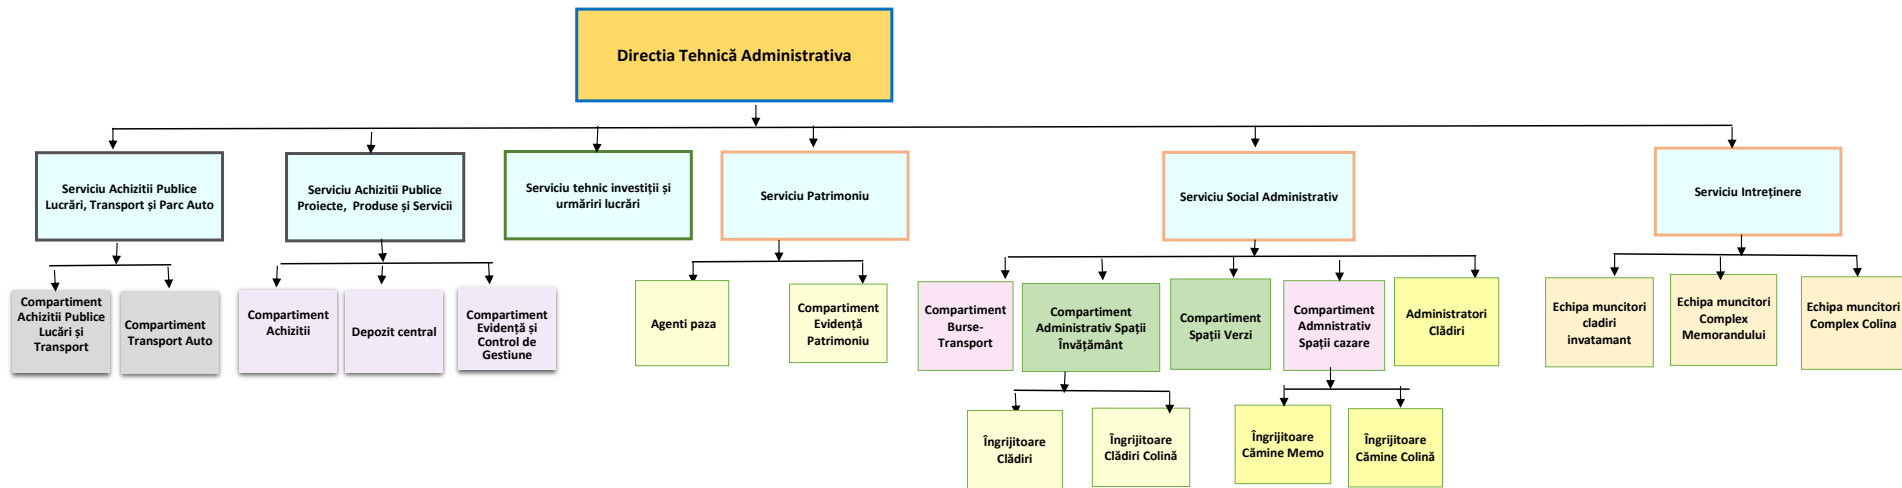 Directia Tehnică Administrativa
Serviciu Achizitii Publice
Lucrări, Transport și Parc Auto
Serviciu Achizitii Publice
Proiecte, Produse și Servicii
Serviciu tehnic investiții și
urmăriri lucrări
Serviciu Patrimoniu
Serviciu Social Administrativ
Serviciu Intreținere
Compartiment
Achizitii Publice
Lucări și
Transport
Compartiment
Transport Auto
Compartiment
Achizitii
Depozit central
Compartiment
Evidență și
Control de
Gestiune
Agenti paza
Compartiment
Evidență
Patrimoniu
Compartiment
Burse-
Transport
Compartiment
Administrativ Spații
Învățământ
Compartiment
Spații Verzi
Compartiment
Admnistrativ
Spații cazare
Administratori
Clădiri
Echipa muncitori
cladiri
invatamant
Echipa muncitori
Complex
Memorandului
Echipa muncitori
Complex Colina
Îngrijitoare
Clădiri
Îngrijitoare
Clădiri Colină
Îngrijitoare
Cămine Memo
Îngrijitoare
Cămine Colină